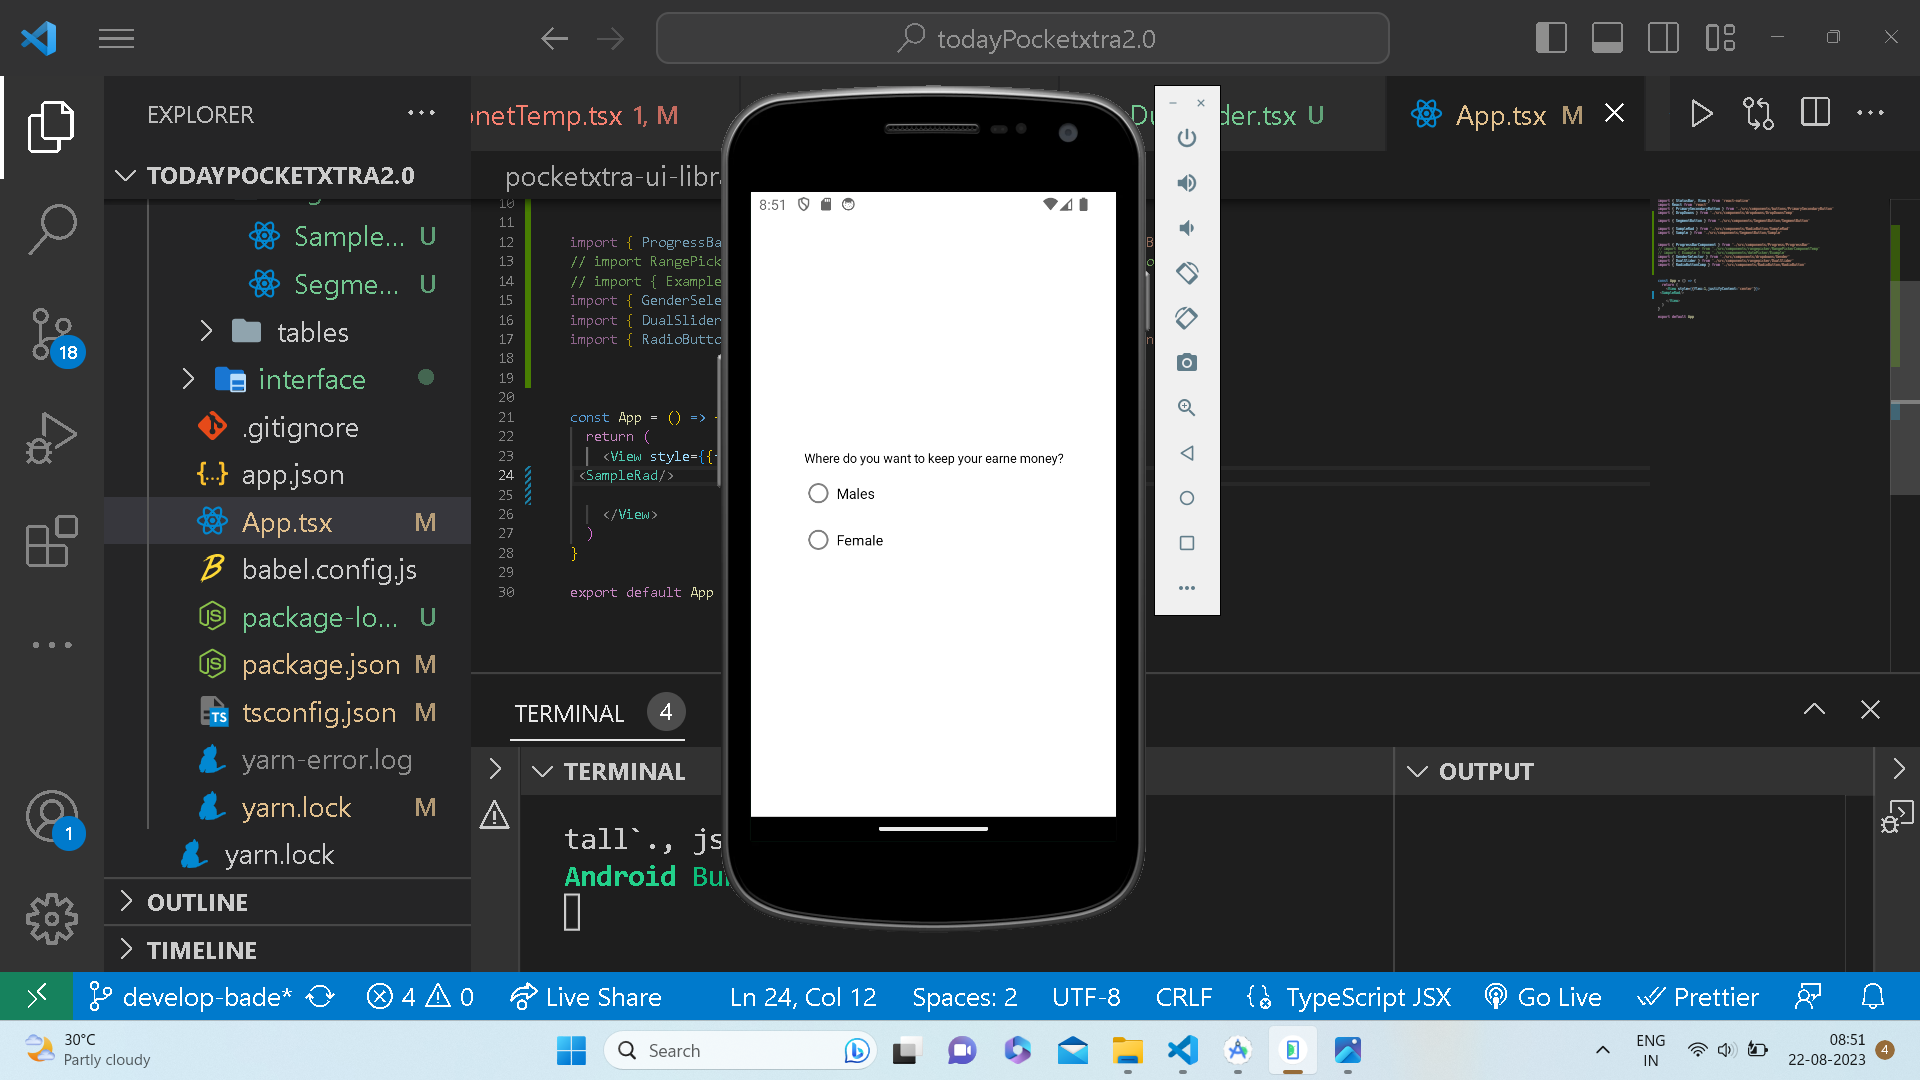 todayPocketxtra2.0
EXPLORER
onetTemp.tsx 1, M
der.tsx U
App.tsx M
TODAYPOCKETXTRA2.0
pocketxtra-ui-libra
Sample... U
Segme... U
tables
interface
.gitignore
app.json
App.tsx M
babel.config.js
package-lo... U
package.json M
tsconfig.json M
yarn-error.log
yarn.lock M
yarn.lock
OUTLINE
TIMELINE
18
1
10
11
12 import { ProgressBa
13 // import RangePick
14 // import { Example
15 import { GenderSele
16 import { DualSlider
17 import { RadioButto
18
19
20
21 const App = () =>
22 return (
23 <View style={{
24 <SampleRad/>
25
26 </View>
27 )
28 }
29
30 export default App
8:51
Where do you want to keep your earne money?
Males
Female
TERMINAL 4
TERMINAL
OUTPUT
tall`., js
Android Bu
develop-bade* 4 0 Live Share Ln 24, Col 12 Spaces: 2 UTF-8 CRLF TypeScript JSX Go Live Prettier
30°C
Partly cloudy
Search
ENG
IN
08:51
22-08-2023
4